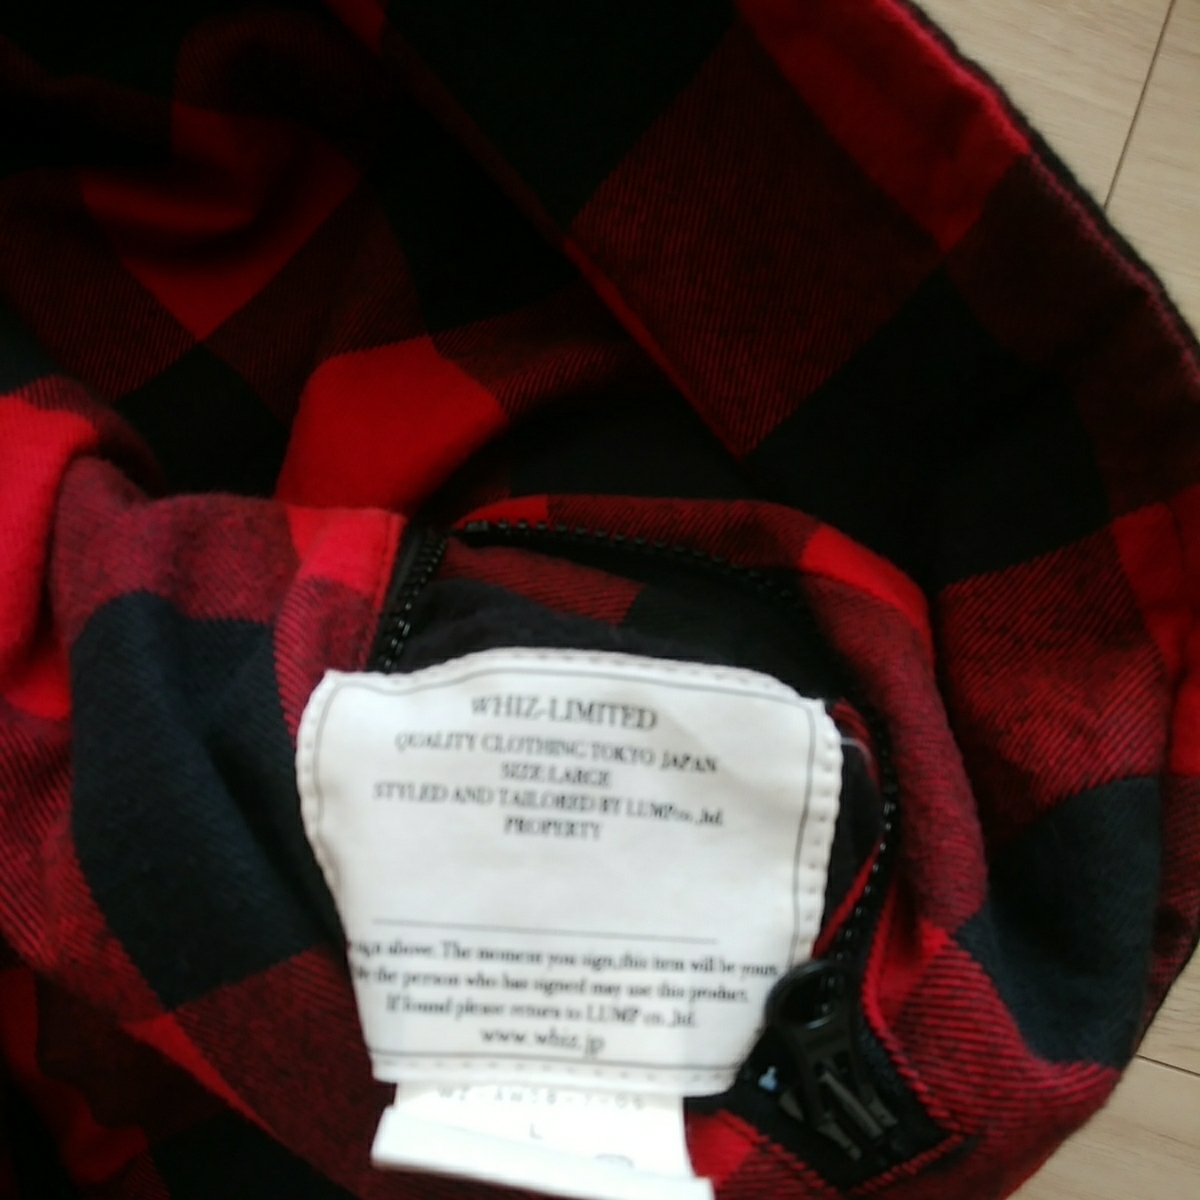 WHIZ-LIMITED
QUALITY CLOTHING TOKYO JAPAN
SIZE:LARGE
STYLED AND TAILORED BY LUMP co.,ltd.
PROPERTY
above. The moment you sign, this item will be yours
the person who has signed may use this product.
If found please return to LUMP co.,ltd.
www.whiz.jp
L